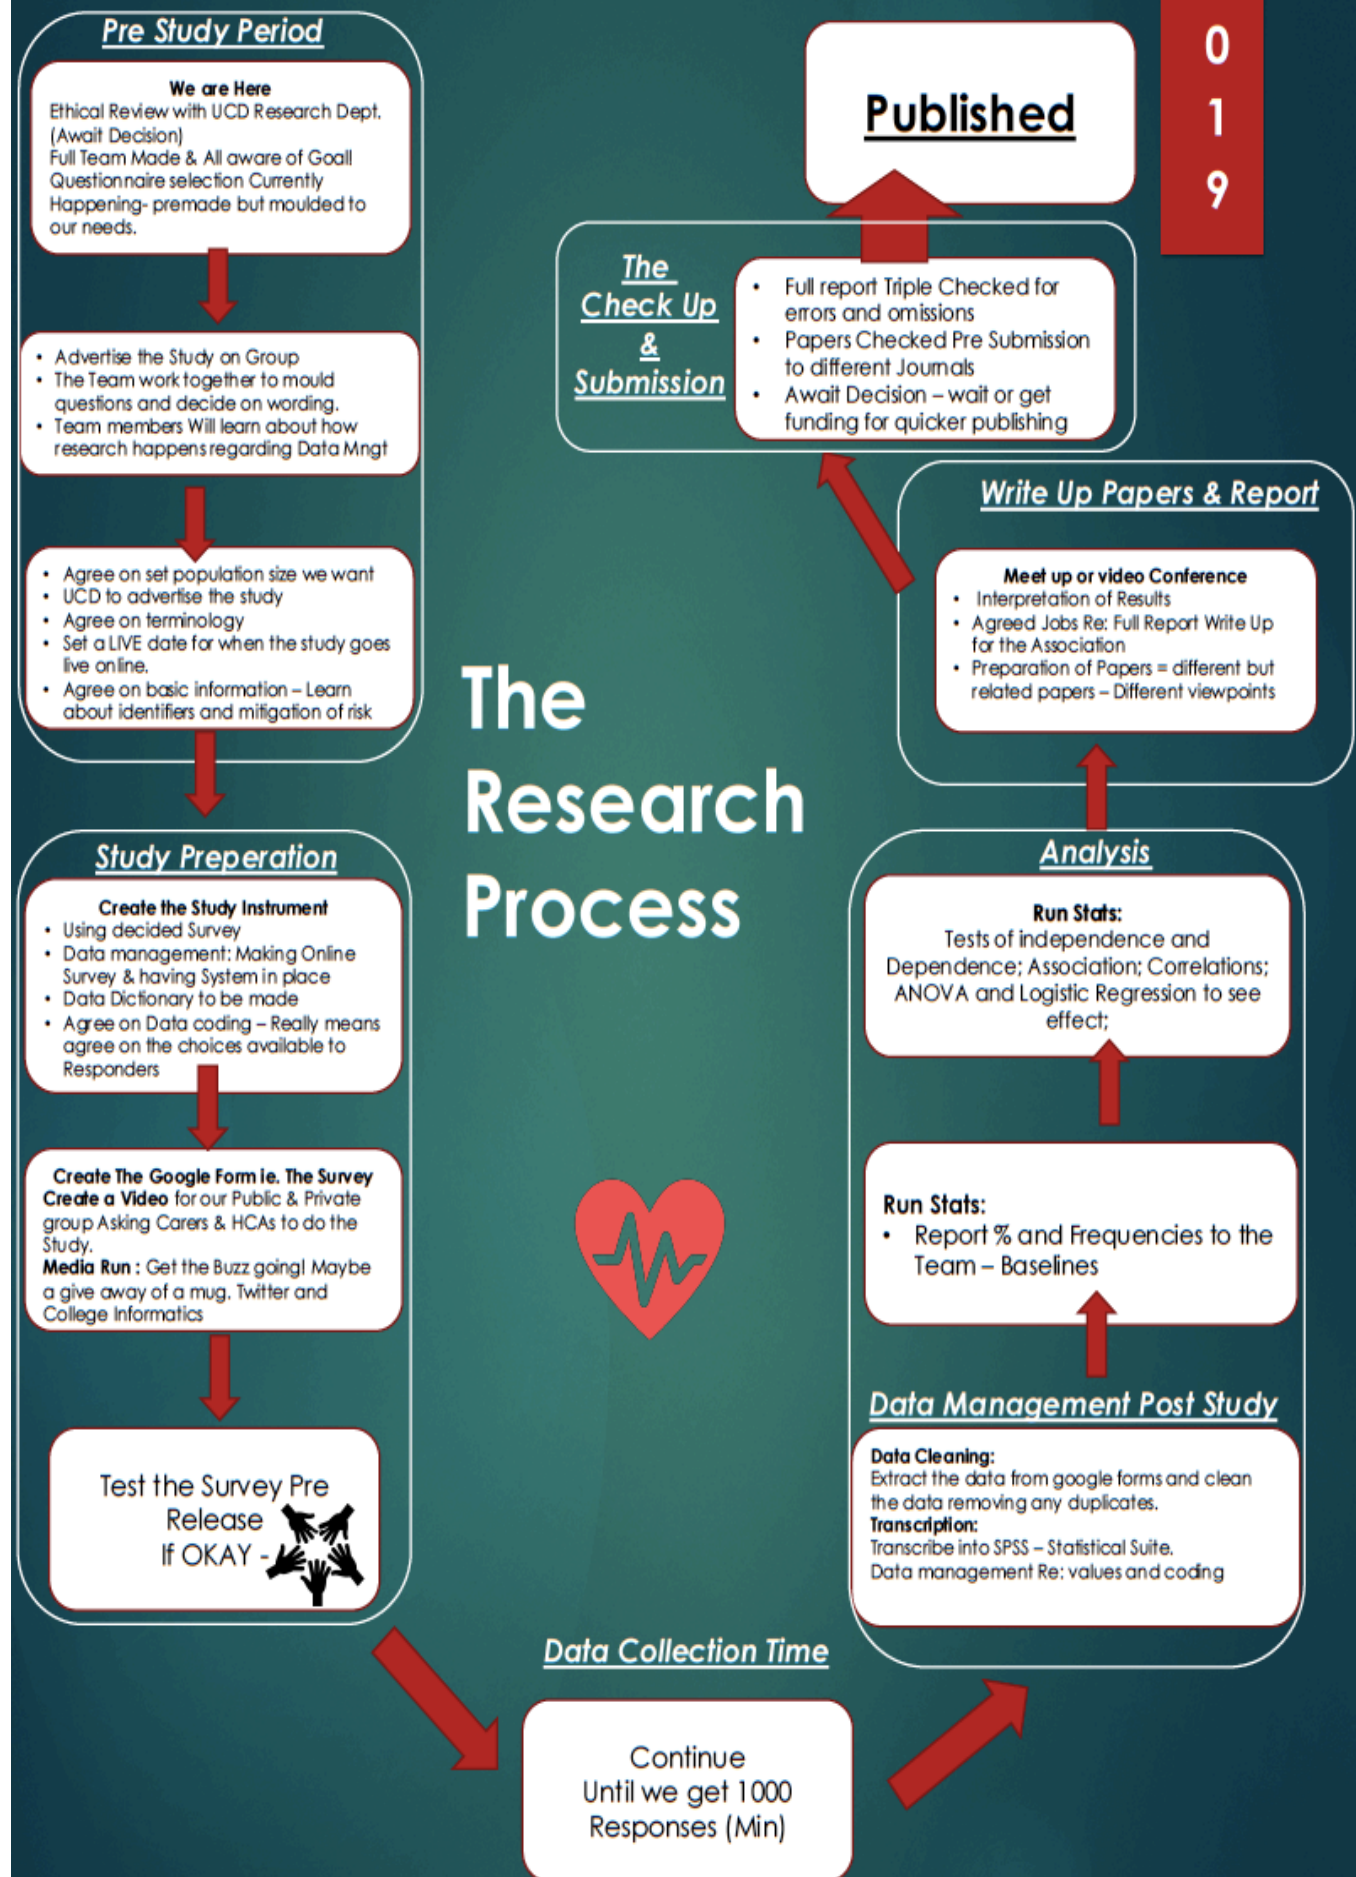 Pre Study Period
We are Here
Ethical Review with UCD Research Dept.
(Await Decision)
Full Team Made & All aware of Goal!
Questionnaire selection Currently
Happening- premade but moulded to
our needs.
• Advertise the Study on Group
• The Team work together to mould
questions and decide on wording.
• Team members Will learn about how
research happens regarding Data Mngt
• Agree on set population size we want
• UCD to advertise the study
• Agree on terminology
• Set a LIVE date for when the study goes
live online.
• Agree on basic information – Learn
about identifiers and mitigation of risk
Study Preperation
Create the Study Instrument
• Using decided Survey
• Data management: Making Online
Survey & having System in place
• Data Dictionary to be made
• Agree on Data coding – Really means
agree on the choices available to
Responders
Create The Google Form ie. The Survey
Create a Video for our Public & Private
group Asking Carers & HCAs to do the
Study.
Media Run : Get the Buzz going! Maybe
a give away of a mug. Twitter and
College Informatics
Test the Survey Pre
Release
If OKAY -
The
Research
Process
Data Collection Time
Continue
Until we get 1000
Responses (Min)
Data Management Post Study
Data Cleaning:
Extract the data from google forms and clean
the data removing any duplicates.
Transcription:
Transcribe into SPSS – Statistical Suite.
Data management Re: values and coding
Run Stats:
• Report % and Frequencies to the
Team – Baselines
Analysis
Run Stats:
Tests of independence and
Dependence; Association; Correlations;
ANOVA and Logistic Regression to see
effect;
Write Up Papers & Report
Meet up or video Conference
• Interpretation of Results
• Agreed Jobs Re: Full Report Write Up
for the Association
• Preparation of Papers = different but
related papers – Different viewpoints
The
Check Up
&
Submission
• Full report Triple Checked for
errors and omissions
• Papers Checked Pre Submission
to different Journals
• Await Decision – wait or get
funding for quicker publishing
Published
0
1
9